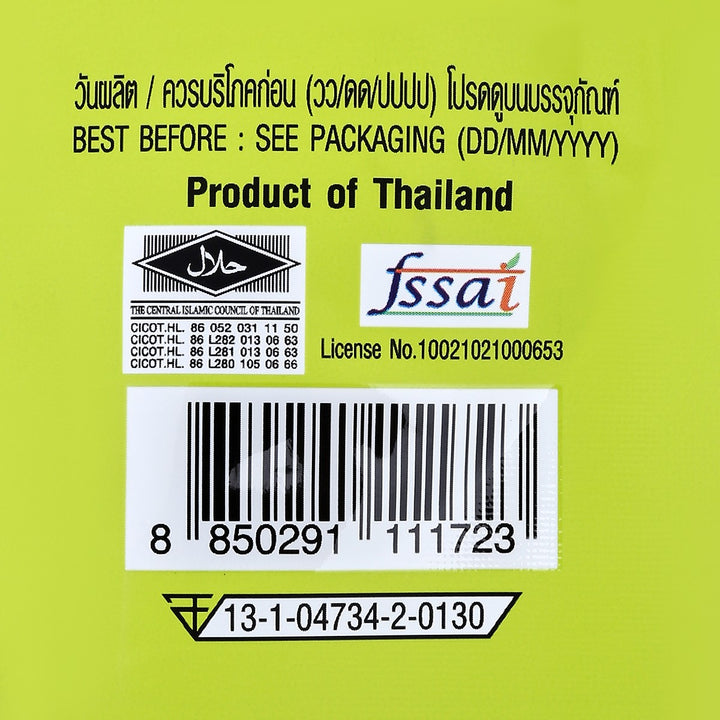 วันผลิต / ควรบริโภคก่อน (วว/ดด/ปปปป) โปรดดูบนบรรจุภัณฑ์
BEST BEFORE : SEE PACKAGING (DD/MM/YYYY)
Product of Thailand
حلال
THE CENTRAL ISLAMIC COUNCIL OF THAILAND
CICOT.HL. 86 052 031 11 50
CICOT.HL. 86 L282 013 06 63
CICOT.HL. 86 L281 013 06 63
CICOT.HL. 86 L280 105 06 66
fssai
License No.10021021000653
8 850291 111723
13-1-04734-2-0130